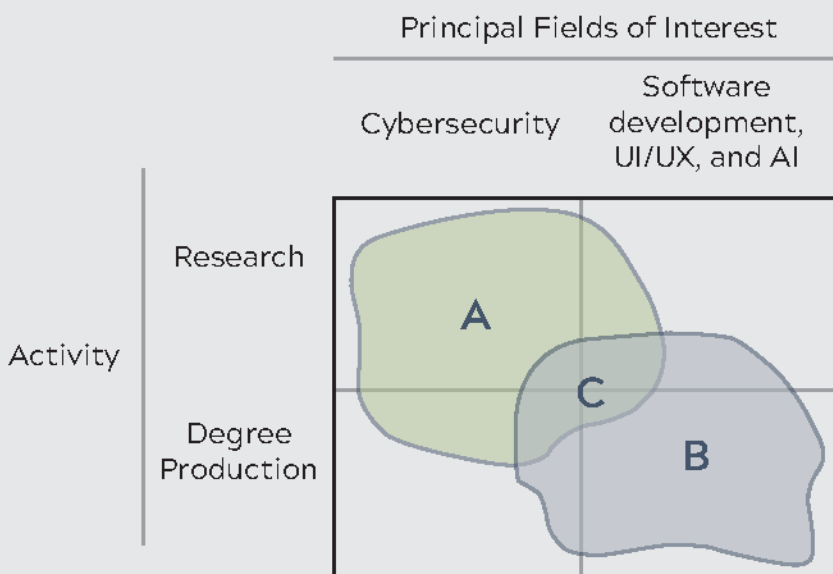 Principal Fields of Interest
Cybersecurity
Software
development,
UI/UX, and AI
Research
A
Activity
C
Degree
Production
B